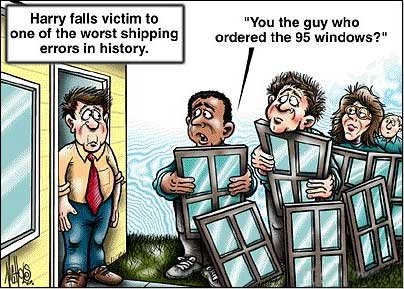 Harry falls victim to
one of the worst shipping
errors in history.
"You the guy who
ordered the 95 windows?"